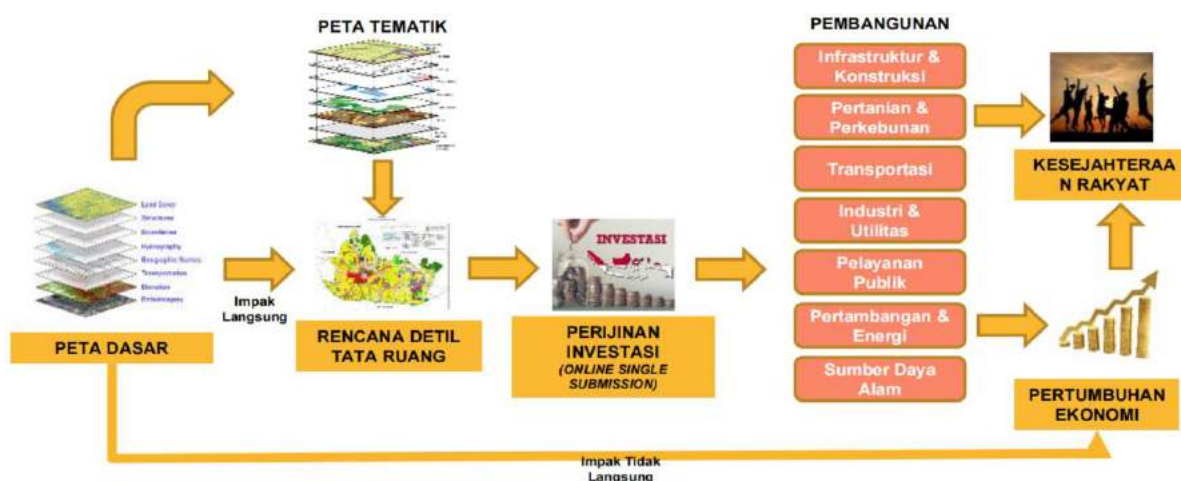 PETA TEMATIK
PEMBANGUNAN
Infrastruktur &
Konstruksi
Pertanian &
Perkebunan
Transportasi
Industri &
Utilitas
Pelayanan
Publik
Pertambangan &
Energi
Sumber Daya
Alam
KESEJAHTERAA
N RAKYAT
Land Cover
Hydrography
Geographic Names
Transportation
Elevation
Impak
Langsung
PETA DASAR
RENCANA DETIL
TATA RUANG
INVESTASI
PERIJINAN
INVESTASI
(ONLINE SINGLE
SUBMISSION)
PERTUMBUHAN
EKONOMI
Impak Tidak
Langsung